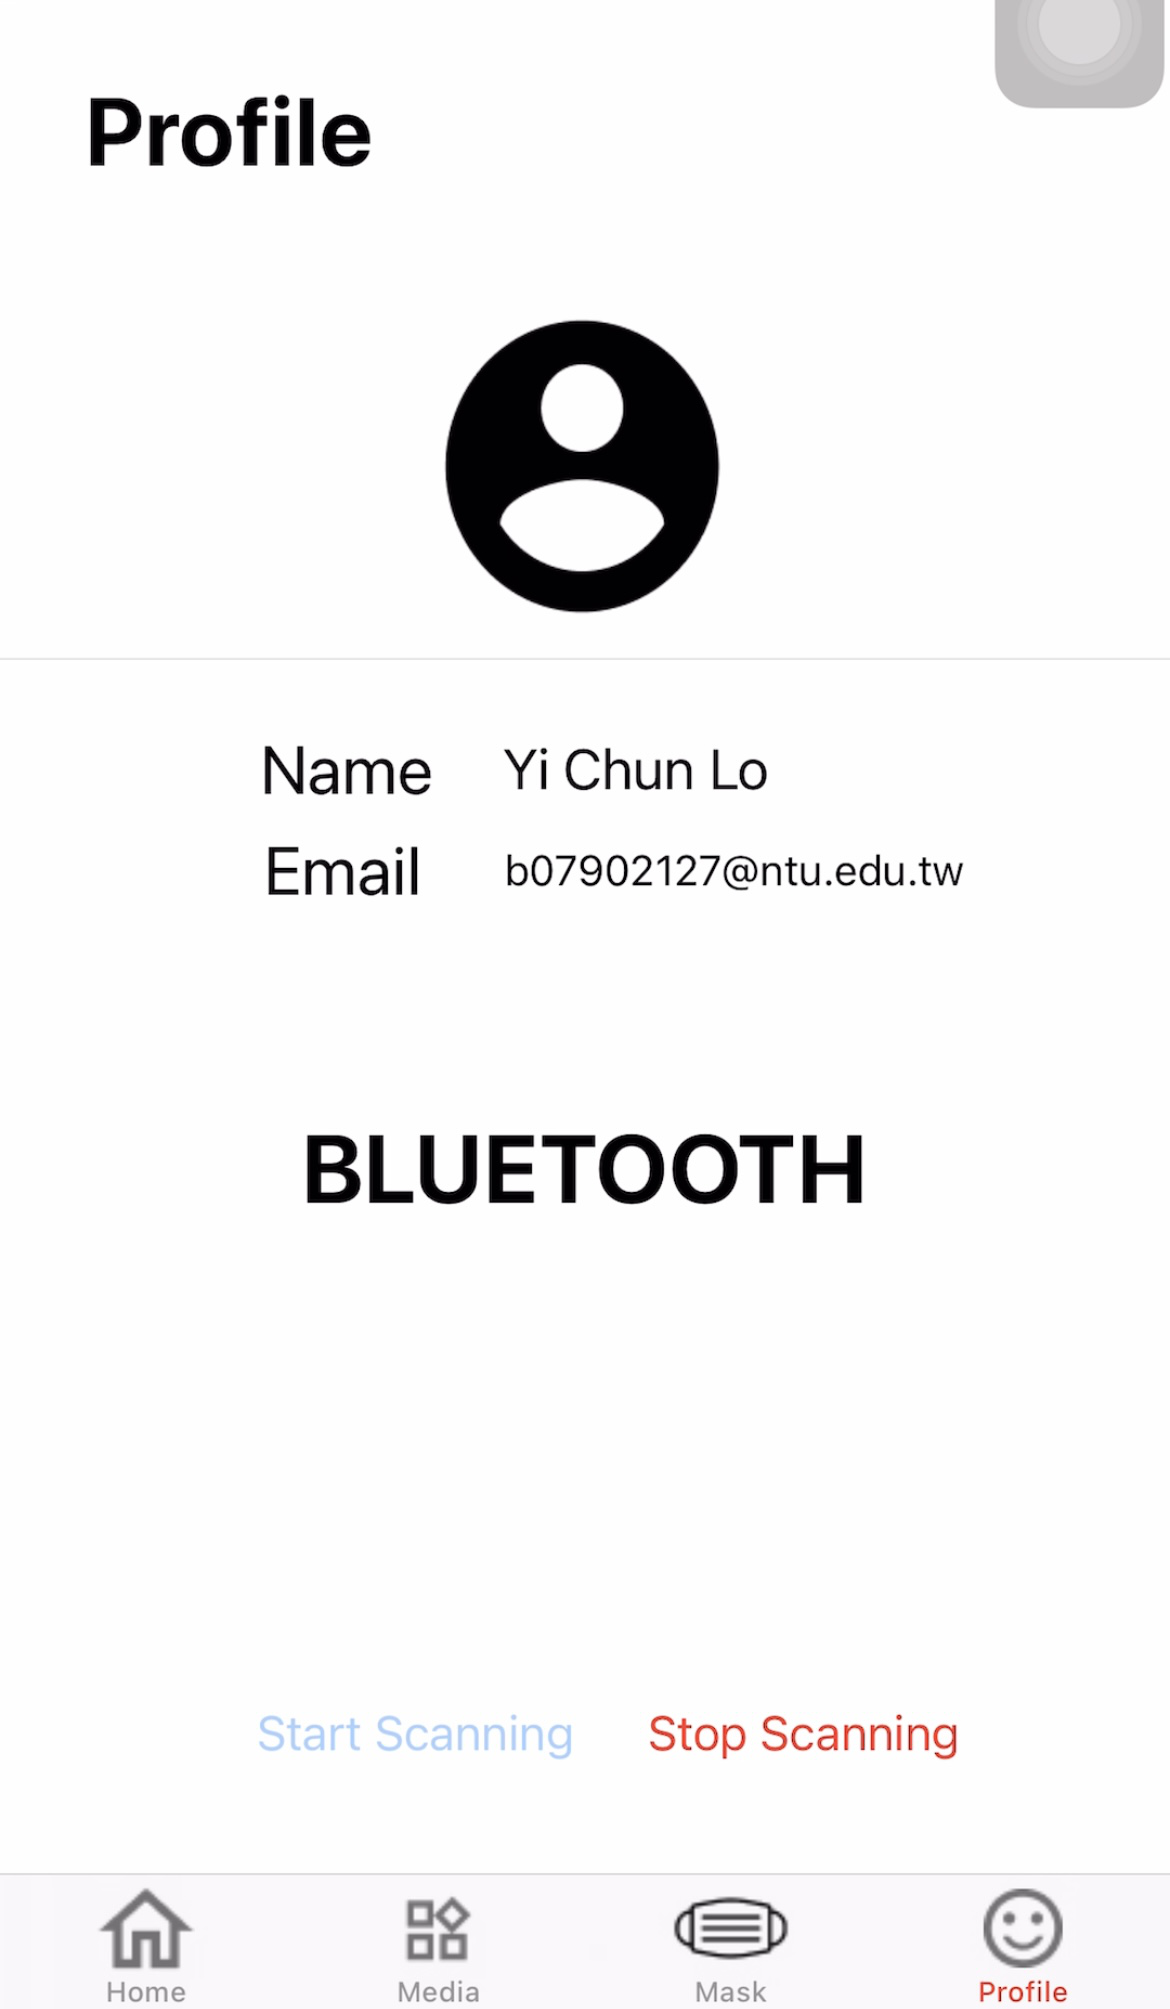 Profile
Name Yi Chun Lo
Email b07902127@ntu.edu.tw
BLUETOOTH
Start Scanning Stop Scanning
Home Media Mask Profile